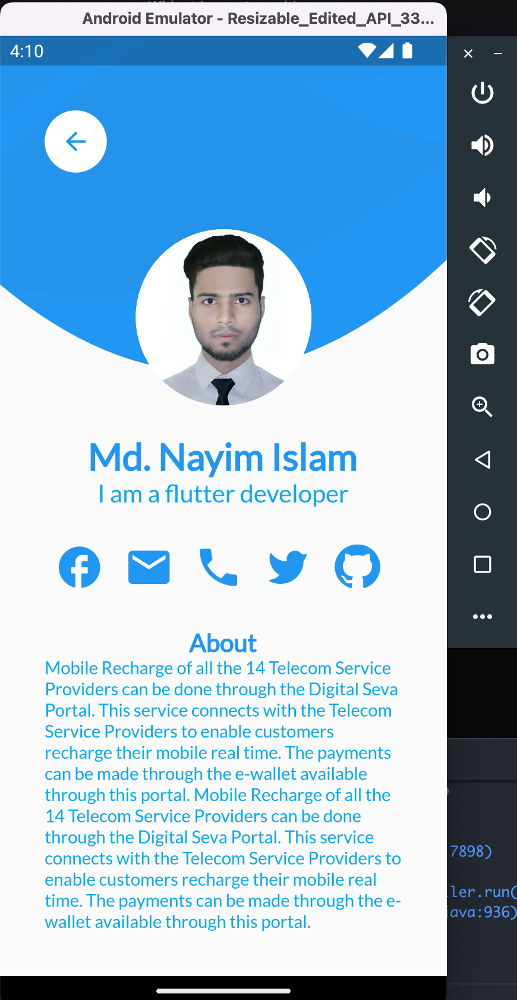 Android Emulator - Resizable_Edited_API_33...
4:10
Md. Nayim Islam
I am a flutter developer
About
Mobile Recharge of all the 14 Telecom Service
Providers can be done through the Digital Seva
Portal. This service connects with the Telecom
Service Providers to enable customers
recharge their mobile real time. The payments
can be made through the e-wallet available
through this portal. Mobile Recharge of all the
14 Telecom Service Providers can be done
through the Digital Seva Portal. This service
connects with the Telecom Service Providers to
enable customers recharge their mobile real
time. The payments can be made through the e-
wallet available through this portal.
)
7898)
ler.run(
java:936)